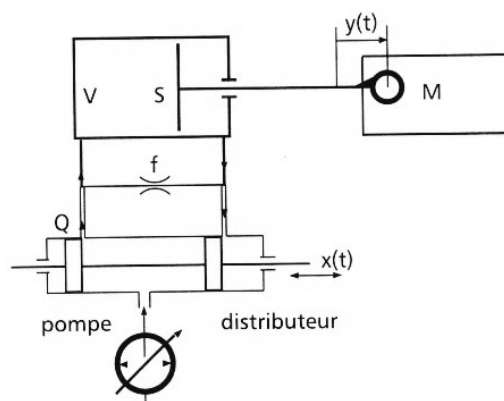 y(t)
V S M
f
Q
x(t)
pompe distributeur